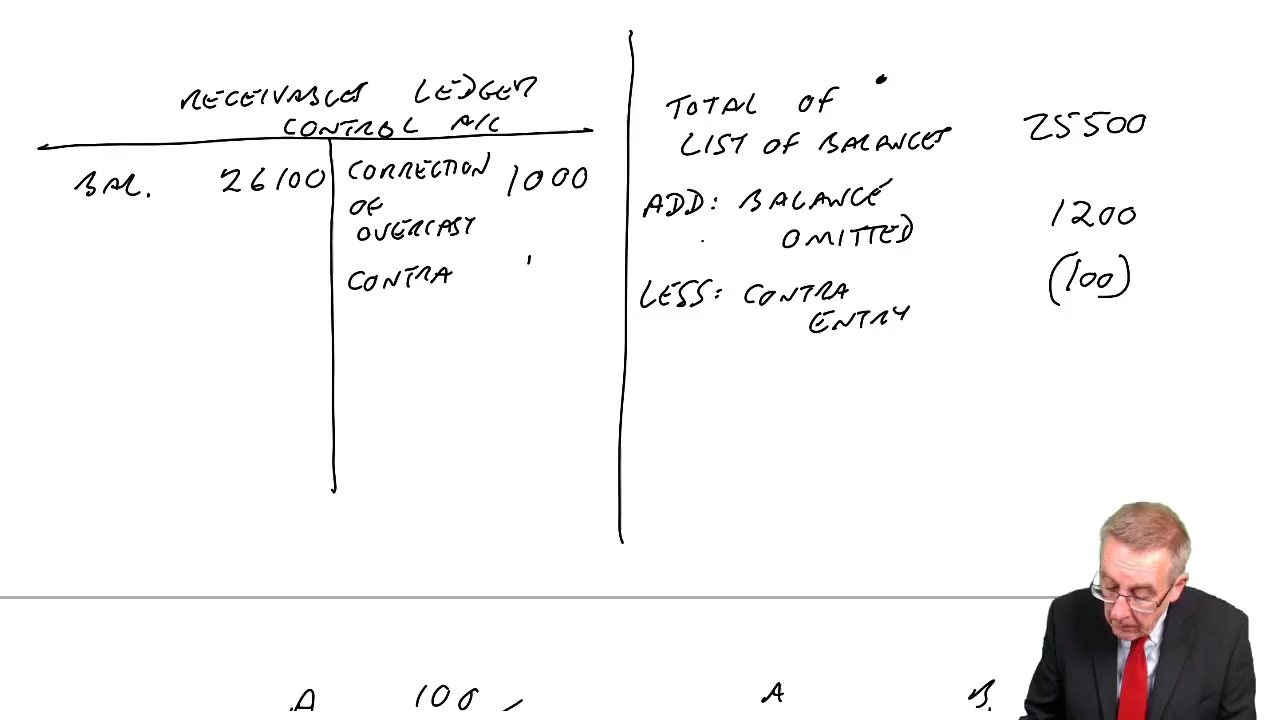 RECEIVABLES LEDGER
CONTROL A/C
BAL. 26100
CORRECTION 1000
OF
OVERCAST
CONTRA
TOTAL OF
LIST OF BALANCES 25500
ADD: BALANCE
OMITTED 1200
LESS: CONTRA (100)
ENTRY
A 100 A B